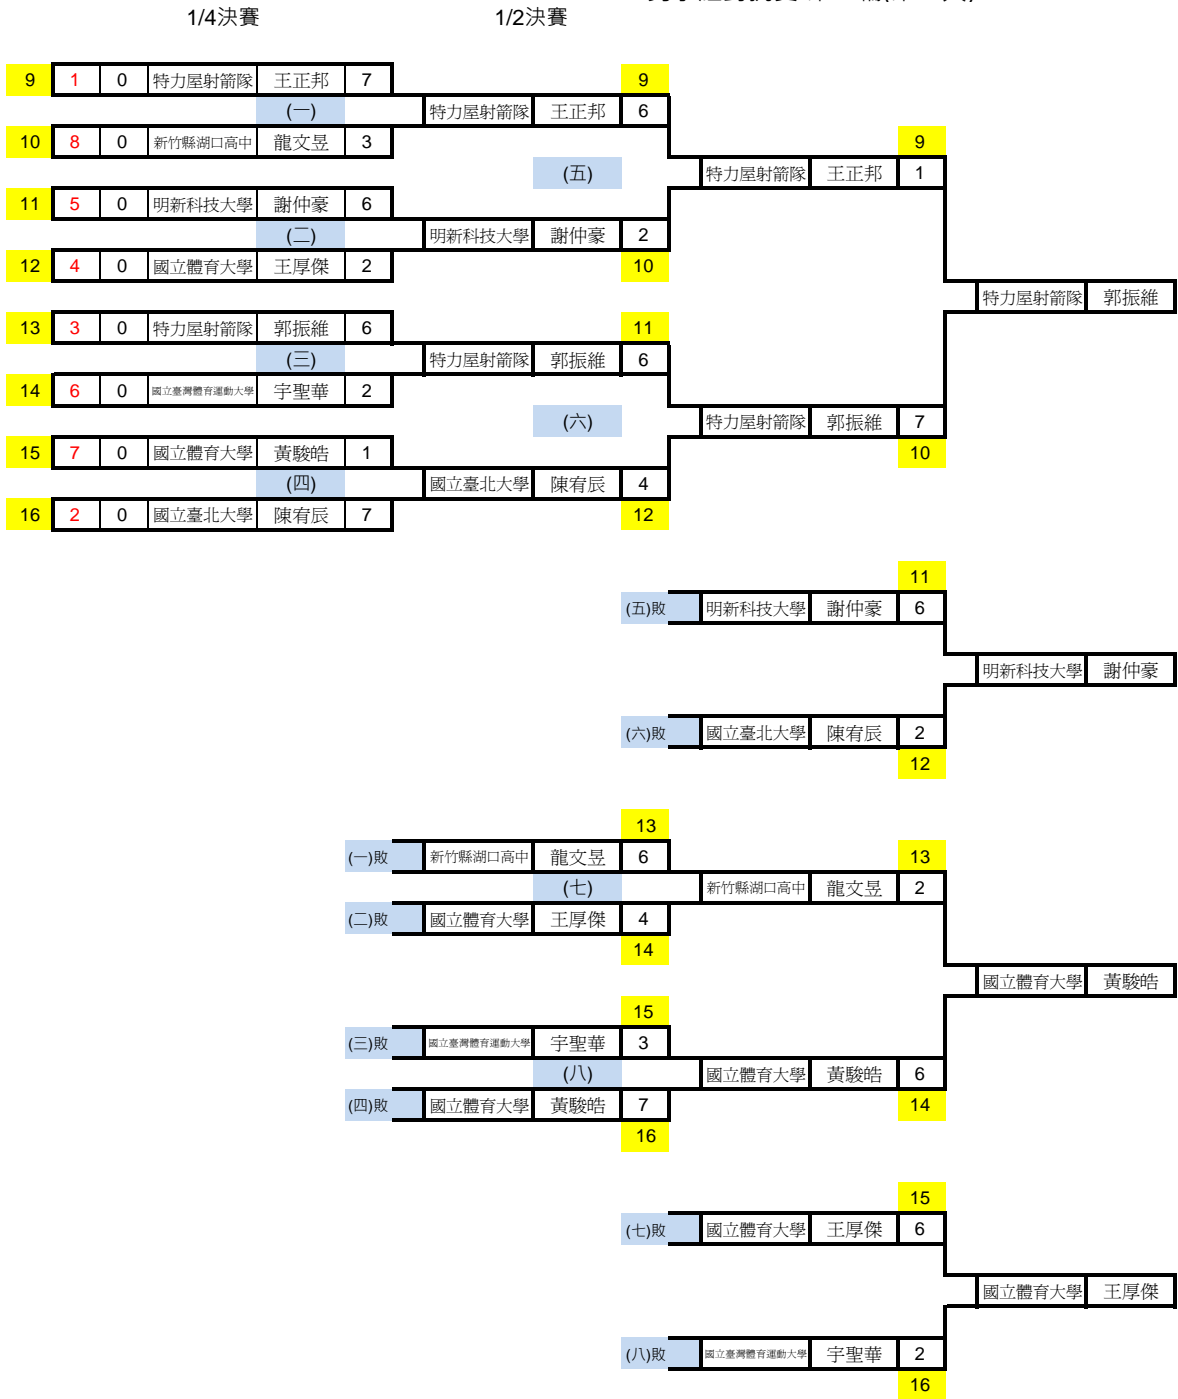 1/4決賽 1/2決賽
9 1 0 特力屋射箭隊 王正邦 7 9
(一) 特力屋射箭隊 王正邦 6
10 8 0 新竹縣湖口高中 龍文昱 3 9
(五) 特力屋射箭隊 王正邦 1
11 5 0 明新科技大學 謝仲豪 6
(二) 明新科技大學 謝仲豪 2
12 4 0 國立體育大學 王厚傑 2 10
特力屋射箭隊 郭振維
13 3 0 特力屋射箭隊 郭振維 6 11
(三) 特力屋射箭隊 郭振維 6
14 6 0 國立臺灣體育運動大學 宇聖華 2
(六) 特力屋射箭隊 郭振維 7
15 7 0 國立體育大學 黃駿皓 1 10
(四) 國立臺北大學 陳宥辰 4
16 2 0 國立臺北大學 陳宥辰 7 12
11
(五)敗 明新科技大學 謝仲豪 6
明新科技大學 謝仲豪
(六)敗 國立臺北大學 陳宥辰 2
12
13
(一)敗 新竹縣湖口高中 龍文昱 6 13
(七) 新竹縣湖口高中 龍文昱 2
(二)敗 國立體育大學 王厚傑 4
14
國立體育大學 黃駿皓
15
(三)敗 國立臺灣體育運動大學 宇聖華 3
(八) 國立體育大學 黃駿皓 6
(四)敗 國立體育大學 黃駿皓 7 14
16
15
(七)敗 國立體育大學 王厚傑 6
國立體育大學 王厚傑
(八)敗 國立臺灣體育運動大學 宇聖華 2
16